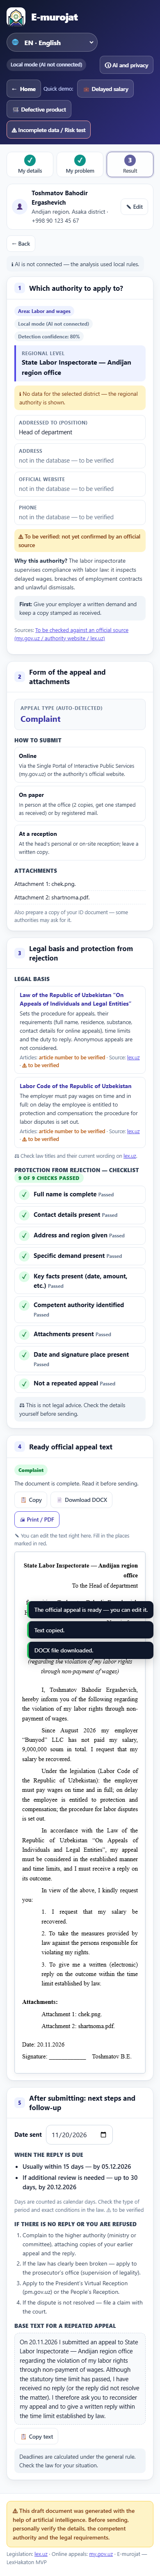 E-murojat
EN - English
Local mode (AI not connected)
AI and privacy
← Home
Quick demos:
Delayed salary
Defective product
Incomplete data / Risk test
My details
My problem
3
Result
Toshmatov Bahodir
Ergashevich
Andijan region, Asaka district ·
+998 90 123 45 67
Edit
← Back
AI is not connected — the analysis used local rules.
1
Which authority to apply to?
Area: Labor and wages
Local mode (AI not connected)
Detection confidence: 80%
REGIONAL LEVEL
State Labor Inspectorate — Andijan
region office
No data for the selected district — the regional
authority is shown.
ADDRESSED TO (POSITION)
Head of department
ADDRESS
not in the database — to be verified
OFFICIAL WEBSITE
not in the database — to be verified
PHONE
not in the database — to be verified
To be verified: not yet confirmed by an official
source
Why this authority? The labor inspectorate
supervises compliance with labor law: it inspects
delayed wages, breaches of employment contracts
and unlawful dismissals.
First: Give your employer a written demand and
keep a copy stamped as received.
Sources: To be checked against an official source
(my.gov.uz / authority website / lex.uz)
2
Form of the appeal and
attachments
APPEAL TYPE (AUTO-DETECTED)
Complaint
HOW TO SUBMIT
Online
Via the Single Portal of Interactive Public Services
(my.gov.uz) or the authority's official website.
On paper
In person at the office (2 copies, get one stamped
as received) or by registered mail.
At a reception
At the head's personal or on-site reception; leave a
written copy.
ATTACHMENTS
Attachment 1: chek.png.
Attachment 2: shartnoma.pdf.
Also prepare a copy of your ID document — some
authorities may ask for it.
3
Legal basis and protection from
rejection
LEGAL BASIS
Law of the Republic of Uzbekistan "On
Appeals of Individuals and Legal Entities"
Sets the procedure for appeals, their
requirements (full name, residence, substance,
contact details for reply), time limits and
the duty to reply. Anonymous appeals are
not considered.
Articles: article number to be verified · Source: lex.uz
· to be verified
Labor Code of the Republic of Uzbekistan
The employer must pay wages on time and in
full; on delay the employee is entitled to
protection and compensation; the procedure for
labor disputes is set out.
Articles: article number to be verified · Source: lex.uz
· to be verified
Check law titles and their current wording on lex.uz.
PROTECTION FROM REJECTION — CHECKLIST
9 OF 9 CHECKS PASSED
Full name is complete Passed
Contact details present Passed
Address and region given Passed
Specific demand present Passed
Key facts present (date, amount,
etc.) Passed
Competent authority identified
Passed
Attachments present Passed
Date and signature place present
Passed
Not a repeated appeal Passed
This is not legal advice. Check the details
yourself before sending.
4
Ready official appeal text
Complaint
The document is complete. Read it before sending.
Copy
Download DOCX
Print / PDF
You can edit the text right here. Fill in the places
marked in red.
State Labor Inspectorate — Andijan region
office
To the Head of department
The official appeal is ready — you can edit it.
Text copied.
DOCX file downloaded.
(regarding the violation of my labor rights
through non-payment of wages)
I, Toshmatov Bahodir Ergashevich,
hereby inform you of the following regarding
the violation of my labor rights through non-
payment of wages.
Since August 2026 my employer
"Bunyod" LLC has not paid my salary,
9,000,000 soums in total. I request that my
salary be recovered.
Under the legislation (Labor Code of
the Republic of Uzbekistan): the employer
must pay wages on time and in full; on delay
the employee is entitled to protection and
compensation; the procedure for labor disputes
is set out.
In accordance with the Law of the
Republic of Uzbekistan "On Appeals of
Individuals and Legal Entities", my appeal
must be considered in the established manner
and time limits, and I must receive a reply on
its outcome.
In view of the above, I kindly request
you:
1. I request that my salary be
recovered.
2. To take the measures provided by
law against the persons responsible for
violating rights.
3. To give me a written (electronic)
reply on the outcome within the time
limit established by law.
Attachments:
Attachment 1: chek.png.
Attachment 2: shartnoma.pdf.
Date: 20.11.2026
Signature: ____________ Toshmatov B.E.
5
After submitting: next steps and
follow-up
Date sent
11/20/2026
WHEN THE REPLY IS DUE
• Usually within 15 days — by 05.12.2026
• If additional review is needed — up to 30
days, by 20.12.2026
Days are counted as calendar days. Check the type of
period and exact conditions in the law. to be verified
IF THERE IS NO REPLY OR YOU ARE REFUSED
1. Complain to the higher authority (ministry or
committee), attaching copies of your earlier
appeal and the reply.
2. If the law has clearly been broken — apply to
the prosecutor's office (supervision of legality).
3. Apply to the President's Virtual Reception
(pm.gov.uz) or the People's Reception.
4. If the dispute is not resolved — file a claim with
the court.
BASE TEXT FOR A REPEATED APPEAL
On 20.11.2026 I submitted an appeal to State
Labor Inspectorate — Andijan region office
regarding the violation of my labor rights
through non-payment of wages. Although
the statutory time limit has passed, I have
received no reply (or the reply did not resolve
the matter). I therefore ask you to consider
my appeal and to give a written reply within
the time limit established by law.
Copy text
Deadlines are calculated under the general rule.
Check the law for your situation.
This draft document was generated with the
help of artificial intelligence. Before sending,
personally verify the details, the competent
authority and the legal requirements.
Legislation: lex.uz · Online appeals: my.gov.uz · E-murojat —